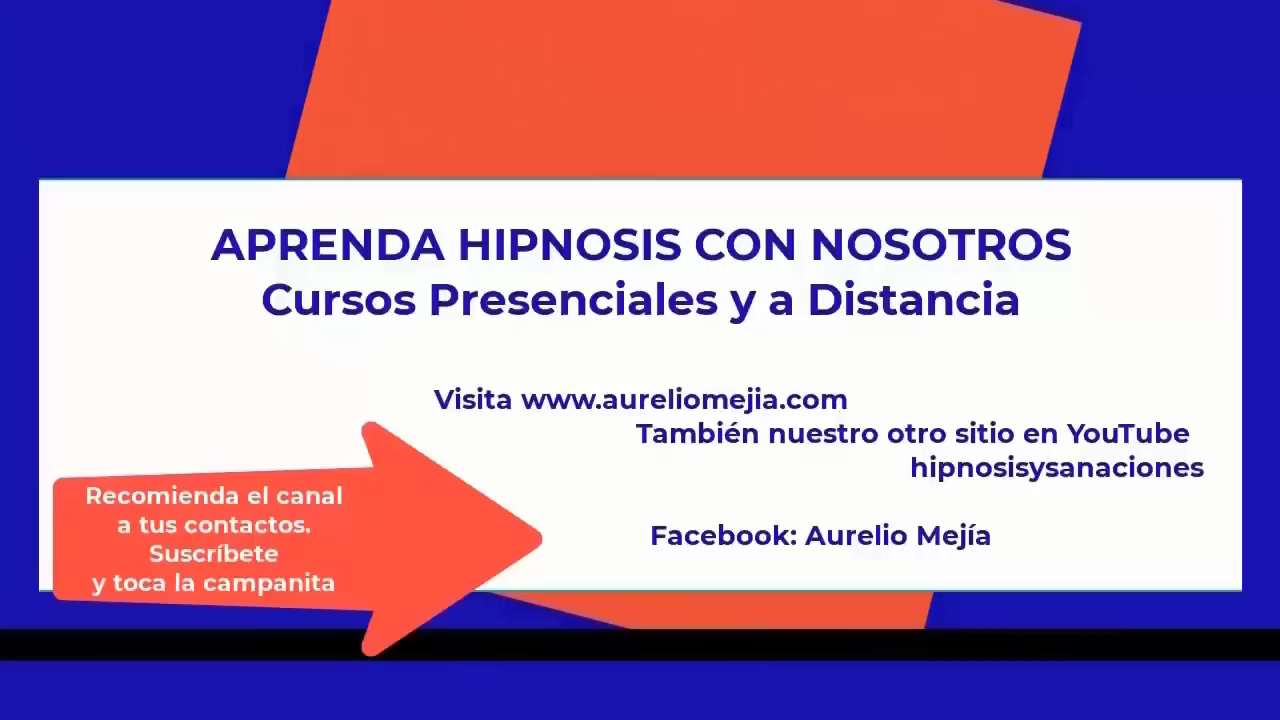 APRENDA HIPNOSIS CON NOSOTROS
Cursos Presenciales y a Distancia
Visita www.aureliomejia.com
También nuestro otro sitio en YouTube
hipnosisysanaciones
Facebook: Aurelio Mejía
Recomienda el canal
a tus contactos.
Suscríbete
y toca la campanita